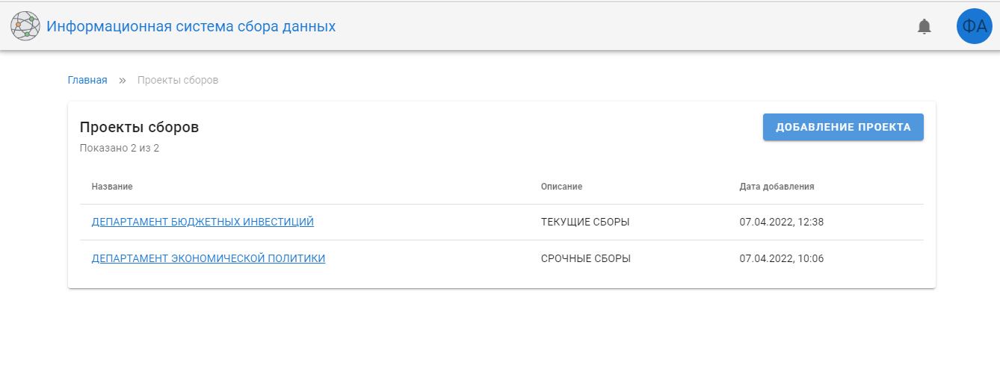 Информационная система сбора данных
ФА
Главная » Проекты сборов
Проекты сборов
ДОБАВЛЕНИЕ ПРОЕКТА
Показано 2 из 2
Название Описание Дата добавления
ДЕПАРТАМЕНТ БЮДЖЕТНЫХ ИНВЕСТИЦИЙ ТЕКУЩИЕ СБОРЫ 07.04.2022, 12:38
ДЕПАРТАМЕНТ ЭКОНОМИЧЕСКОЙ ПОЛИТИКИ СРОЧНЫЕ СБОРЫ 07.04.2022, 10:06